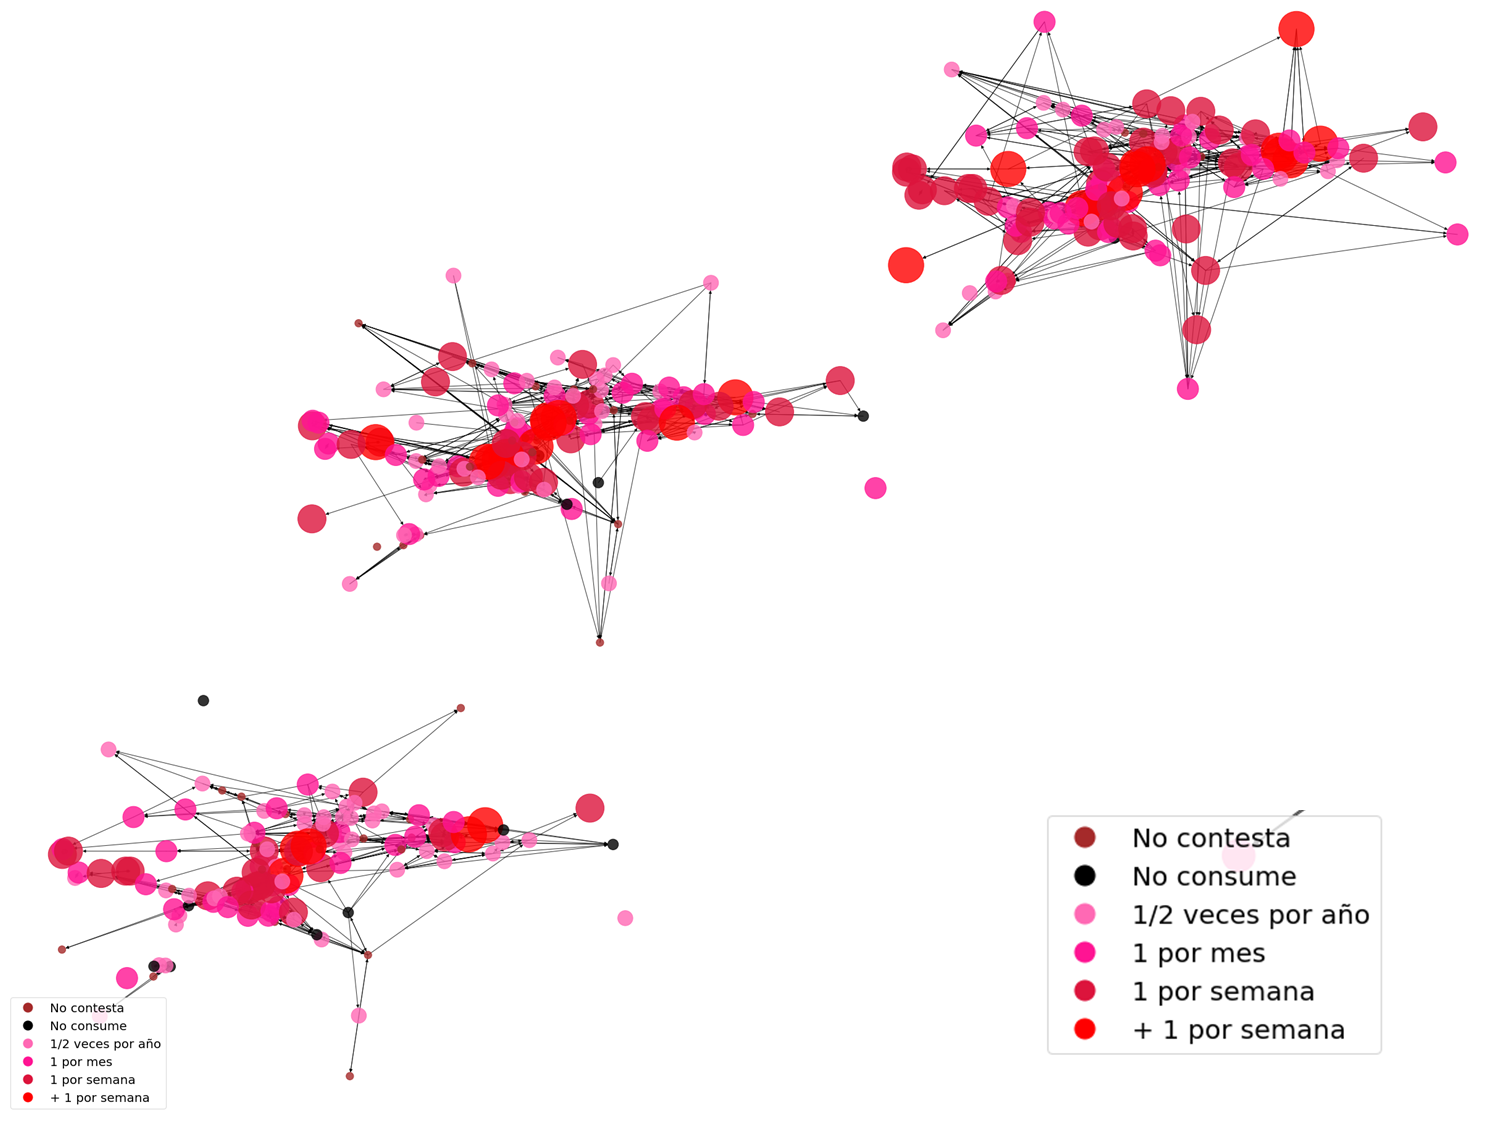 No contesta
No consume
1/2 veces por año
1 por mes
1 por semana
+ 1 por semana
No contesta
No consume
1/2 veces por año
1 por mes
1 por semana
+ 1 por semana